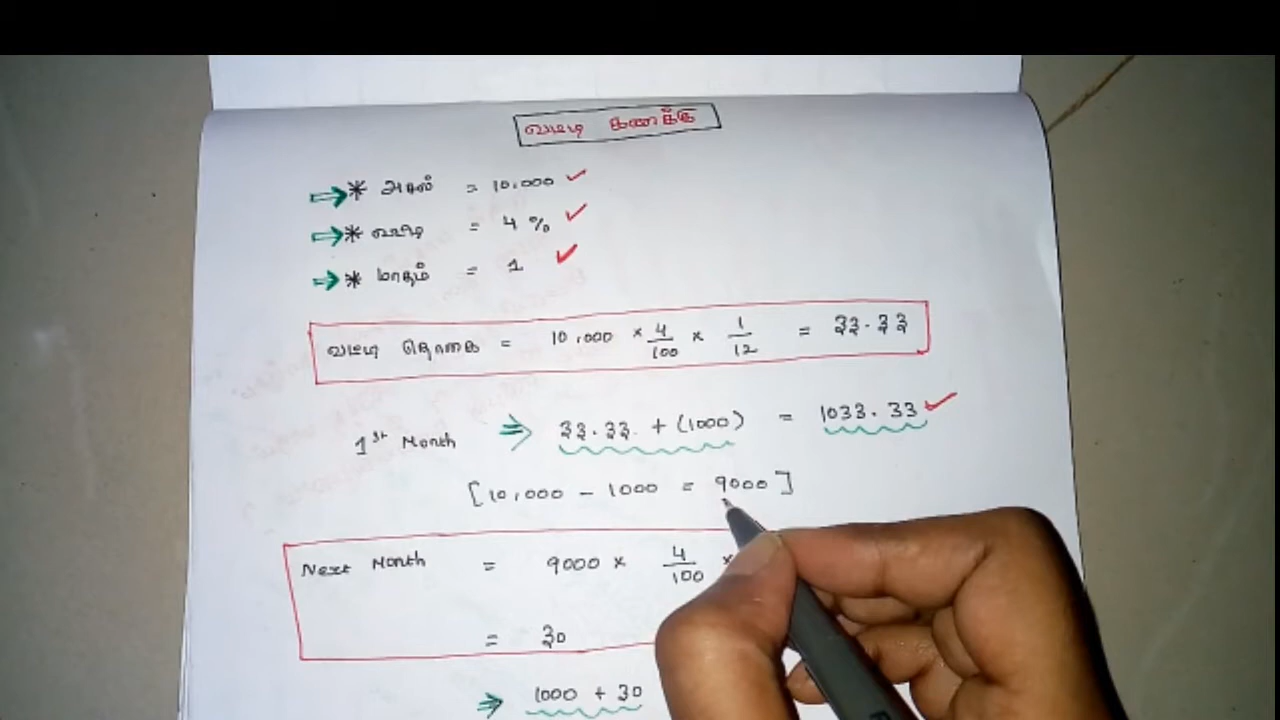 வட்டி கணக்கு
* அசல் = 10,000 ✓
* வட்டி = 4 % ✓
* மாதம் = 1 ✓
வட்டி தொகை = 10,000 × 4/100 × 1/12 = 33.33
1st Month ⇒ 33.33 + (1000) = 1033.33 ✓
[10,000 - 1000 = 9000]
Next Month = 9000 × 4/100 ×
= 30
⇒ 1000 + 30